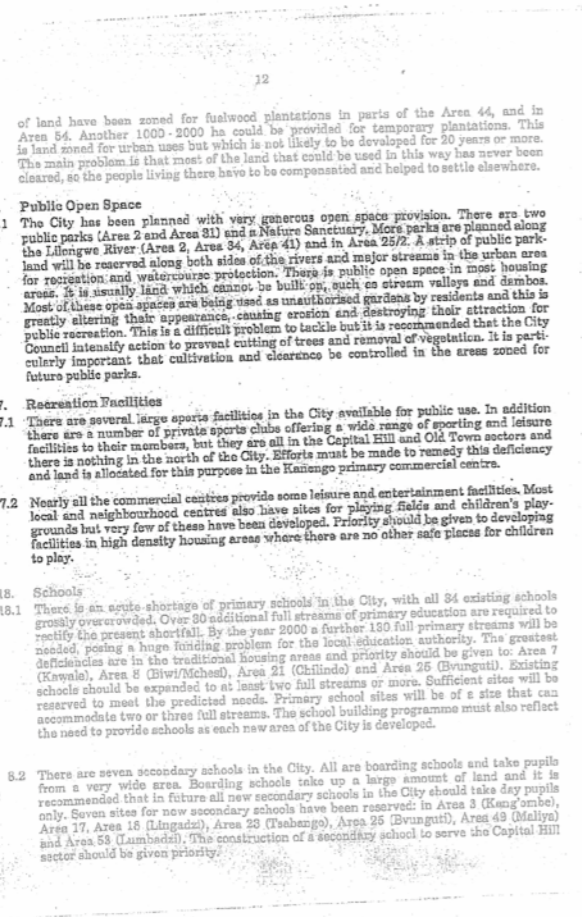 12
of land have been zoned for fuelwood plantations in parts of the Area 44, and in
Area 54. Another 1000 - 2000 ha could be provided for temporary plantations. This
is land zoned for urban uses but which is not likely to be developed for 20 years or more.
The main problem is that most of the land that could be used in this way has never been
cleared, so the people living there have to be compensated and helped to settle elsewhere.
Public Open Space
1 The City has been planned with very generous open space provision. There are two
public parks (Area 2 and Area 31) and a Nature Sanctuary. More parks are planned along
the Lilongwe River (Area 2, Area 34, Area 41) and in Area 25/2. A strip of public park-
land will be reserved along both sides of the rivers and major streams in the urban area
for recreation and watercourse protection. There is public open space in most housing
areas. It is usually land which cannot be built on, such as stream valleys and dambos.
Most of these open spaces are being used as unauthorised gardens by residents and this is
greatly altering their appearance, causing erosion and destroying their attraction for
public recreation. This is a difficult problem to tackle but it is recommended that the City
Council intensify action to prevent cutting of trees and removal of vegetation. It is parti-
cularly important that cultivation and clearance be controlled in the areas zoned for
future public parks.
7. Recreation Facilities
7.1 There are several large sports facilities in the City available for public use. In addition
there are a number of private sports clubs offering a wide range of sporting and leisure
facilities to their members, but they are all in the Capital Hill and Old Town sectors and
there is nothing in the north of the City. Efforts must be made to remedy this deficiency
and land is allocated for this purpose in the Kanengo primary commercial centre.
7.2 Nearly all the commercial centres provide some leisure and entertainment facilities. Most
local and neighbourhood centres also have sites for playing fields and children's play-
grounds but very few of these have been developed. Priority should be given to developing
facilities in high density housing areas where there are no other safe places for children
to play.
18. Schools
18.1 There is an acute shortage of primary schools in the City, with all 34 existing schools
grossly overcrowded. Over 30 additional full streams of primary education are required to
rectify the present shortfall. By the year 2000 a further 130 full primary streams will be
needed, posing a huge funding problem for the local education authority. The greatest
deficiencies are in the traditional housing areas and priority should be given to: Area 7
(Kawale), Area 8 (Biwi/Mchesi), Area 21 (Chilinde) and Area 25 (Bvunguti). Existing
schools should be expanded to at least two full streams or more. Sufficient sites will be
reserved to meet the predicted needs. Primary school sites will be of a size that can
accommodate two or three full streams. The school building programme must also reflect
the need to provide schools as each new area of the City is developed.
8.2 There are seven secondary schools in the City. All are boarding schools and take pupils
from a very wide area. Boarding schools take up a large amount of land and it is
recommended that in future all new secondary schools in the City should take day pupils
only. Seven sites for new secondary schools have been reserved: in Area 3 (Kang'ombe),
Area 17, Area 18 (Lingadzi), Area 23 (Tsabango), Area 25 (Bvunguti), Area 49 (Maliya)
and Area 53 (Lumbadzi). The construction of a secondary school to serve the Capital Hill
sector should be given priority.